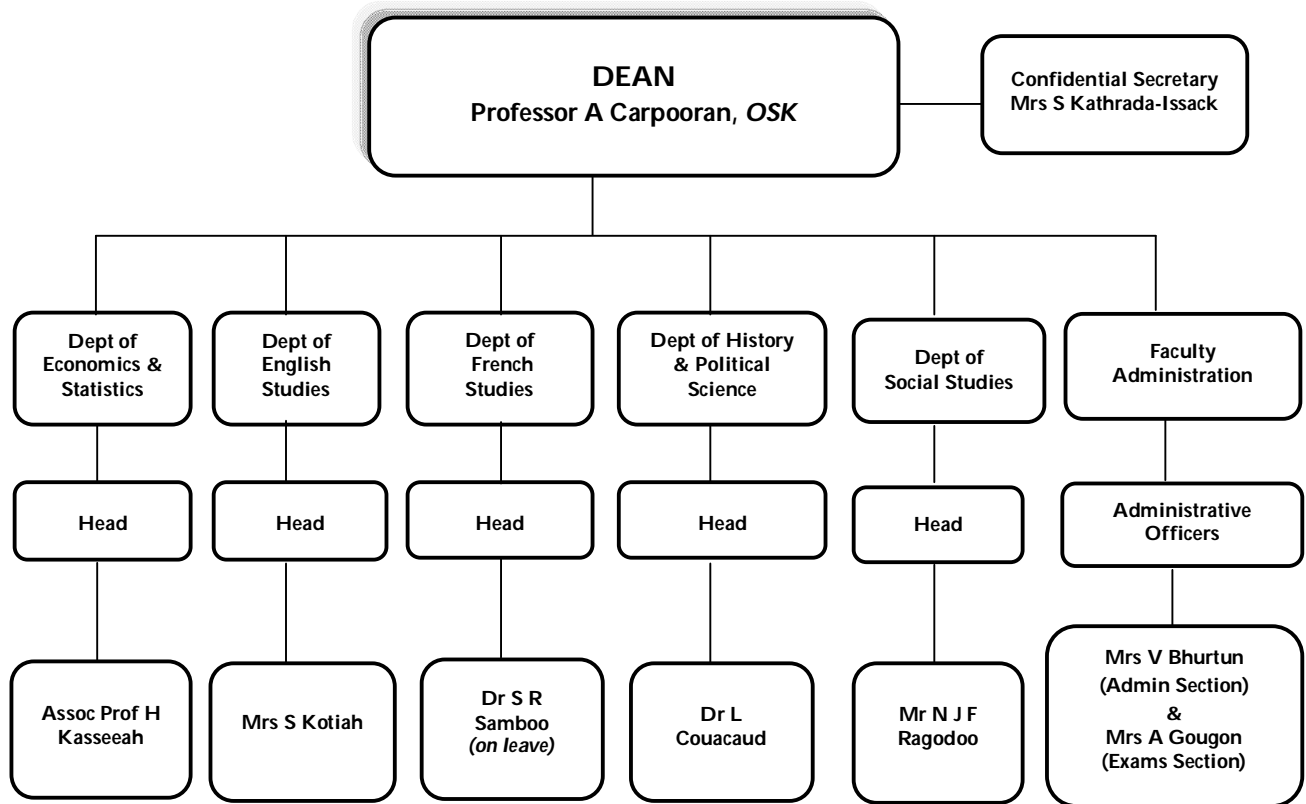 DEAN
Professor A Carpooran, OSK
Confidential Secretary
Mrs S Kathrada-Issack
Dept of
Economics &
Statistics
Dept of
English
Studies
Dept of
French
Studies
Dept of History
& Political
Science
Dept of
Social Studies
Faculty
Administration
Head
Head
Head
Head
Head
Administrative
Officers
Assoc Prof H
Kasseeah
Mrs S Kotiah
Dr S R
Samboo
(on leave)
Dr L
Couacaud
Mr N J F
Ragodoo
Mrs V Bhurtun
(Admin Section)
&
Mrs A Gougon
(Exams Section)